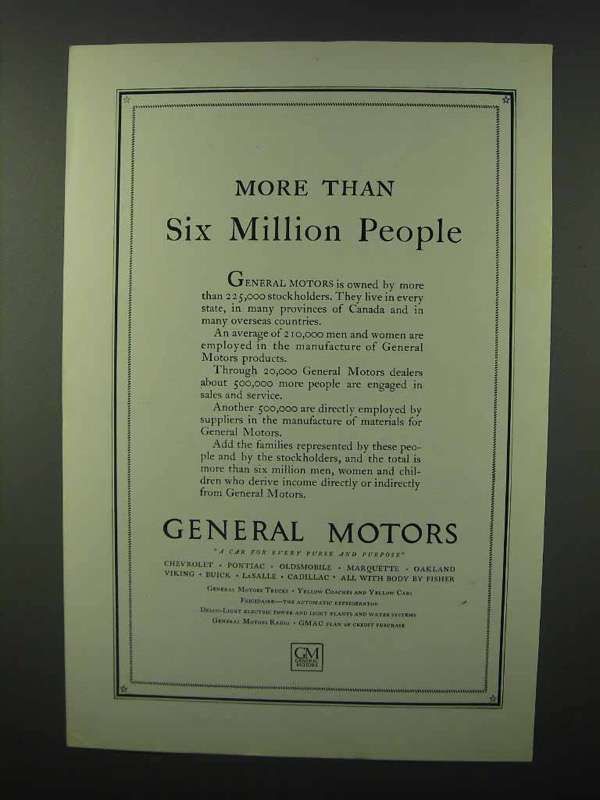 MORE THAN
Six Million People
GENERAL MOTORS is owned by more
than 225,000 stockholders. They live in every
state, in many provinces of Canada and in
many overseas countries.
An average of 210,000 men and women are
employed in the manufacture of General
Motors products.
Through 20,000 General Motors dealers
about 500,000 more people are engaged in
sales and service.
Another 500,000 are directly employed by
suppliers in the manufacture of materials for
General Motors.
Add the families represented by these peo-
ple and by the stockholders, and the total is
more than six million men, women and chil-
dren who derive income directly or indirectly
from General Motors.
GENERAL MOTORS
"A CAR FOR EVERY PURSE AND PURPOSE"
CHEVROLET · PONTIAC · OLDSMOBILE · MARQUETTE · OAKLAND
VIKING · BUICK · LASALLE · CADILLAC · ALL WITH BODY BY FISHER
GENERAL MOTORS TRUCKS · YELLOW COACHES AND YELLOW CABS
FRIGIDAIRE—THE AUTOMATIC REFRIGERATOR
DELCO-LIGHT ELECTRIC POWER AND LIGHT PLANTS AND WATER SYSTEMS
GENERAL MOTORS RADIO · GMAC PLAN OF CREDIT PURCHASE
GM
GENERAL
MOTORS